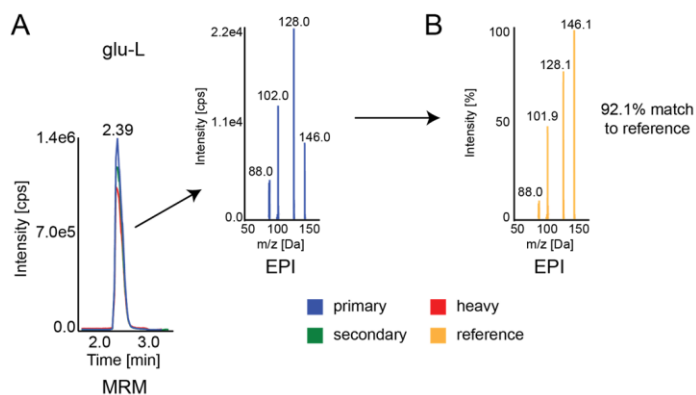 A
glu-L
1.4e6
7.0e5
0.0
Intensity [cps]
2.39
2.0
3.0
Time [min]
MRM
2.2e4
1.1e4
0.0
Intensity [cps]
88.0
102.0
128.0
146.0
50
100
150
m/z [Da]
EPI
B
100
50
0
Intensity [%]
88.0
101.9
128.1
146.1
50
100
150
m/z [Da]
EPI
92.1% match
to reference
primary
heavy
secondary
reference